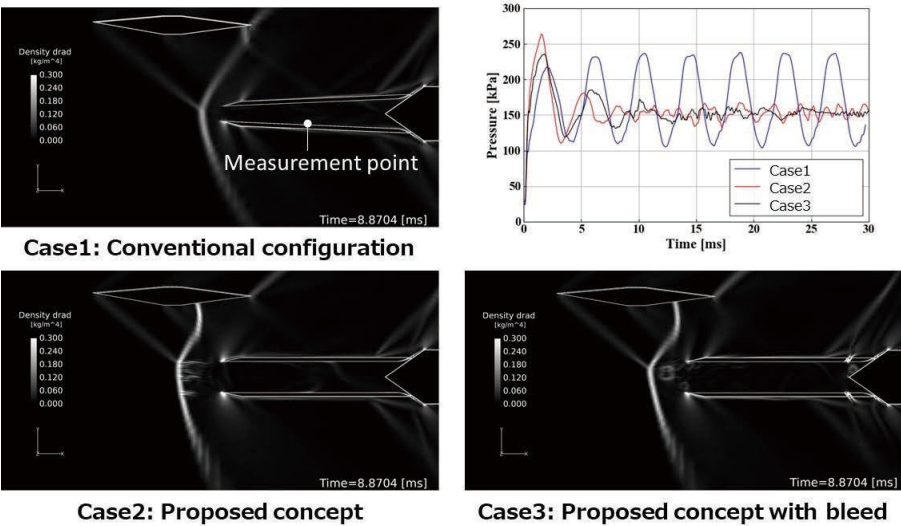 Density drad
[kg/m^4]
0.300
0.240
0.180
0.120
0.060
0.000
Measurement point
Time=8.8704 [ms]
Case1: Conventional configuration
Pressure [kPa]
300
250
200
150
100
50
0
0
5
10
15
20
25
30
Time [ms]
Case1
Case2
Case3
Density drad
[kg/m^4]
0.300
0.240
0.180
0.120
0.060
0.000
Time=8.8704 [ms]
Case2: Proposed concept
Density drad
[kg/m^4]
0.300
0.240
0.180
0.120
0.060
0.000
Time=8.8704 [ms]
Case3: Proposed concept with bleed